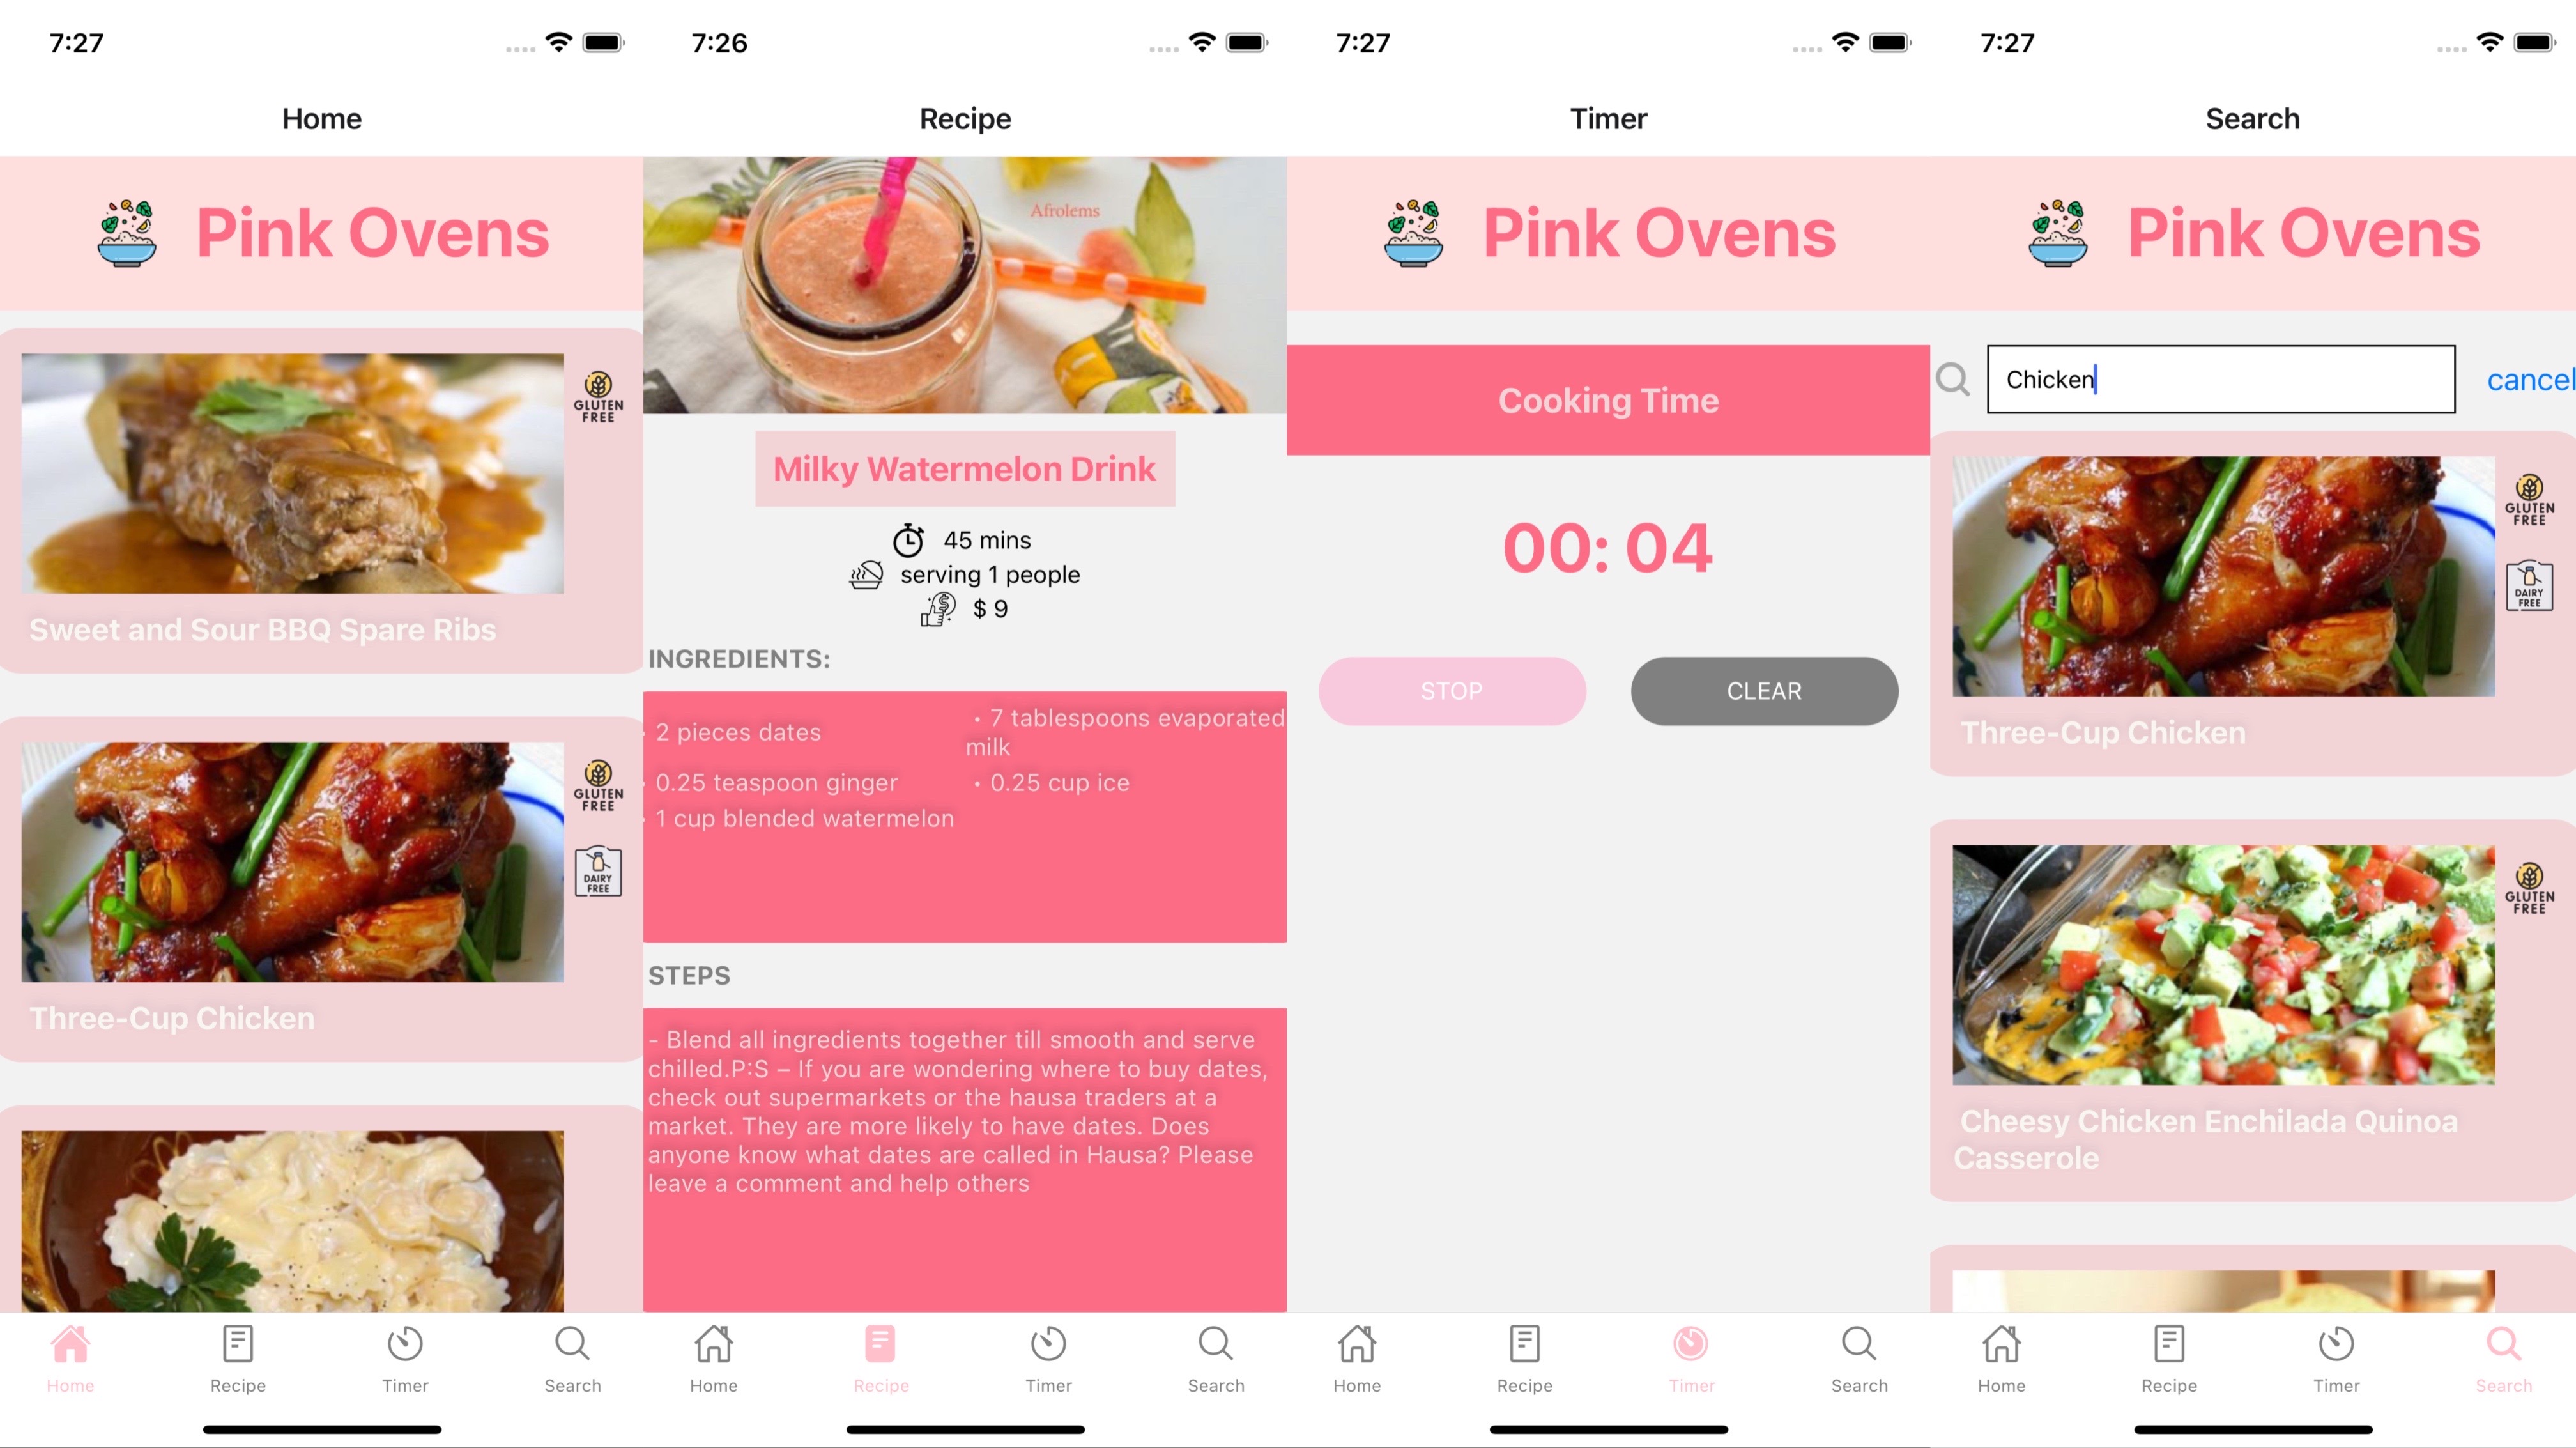 7:27
Home
Pink Ovens
GLUTEN
FREE
Sweet and Sour BBQ Spare Ribs
GLUTEN
FREE
DAIRY
FREE
Three-Cup Chicken
Home
Recipe
Timer
Search
7:26
Recipe
Afrolems
Milky Watermelon Drink
45 mins
serving 1 people
$ 9
INGREDIENTS:
• 2 pieces dates
• 7 tablespoons evaporated
milk
• 0.25 teaspoon ginger
• 0.25 cup ice
• 1 cup blended watermelon
STEPS
- Blend all ingredients together till smooth and serve
chilled.P:S – If you are wondering where to buy dates,
check out supermarkets or the hausa traders at a
market. They are more likely to have dates. Does
anyone know what dates are called in Hausa? Please
leave a comment and help others
Home
Recipe
Timer
Search
7:27
Timer
Pink Ovens
Cooking Time
00: 04
STOP
CLEAR
Home
Recipe
Timer
Search
7:27
Search
Pink Ovens
Chicken
cancel
GLUTEN
FREE
DAIRY
FREE
Three-Cup Chicken
GLUTEN
FREE
Cheesy Chicken Enchilada Quinoa
Casserole
Home
Recipe
Timer
Search